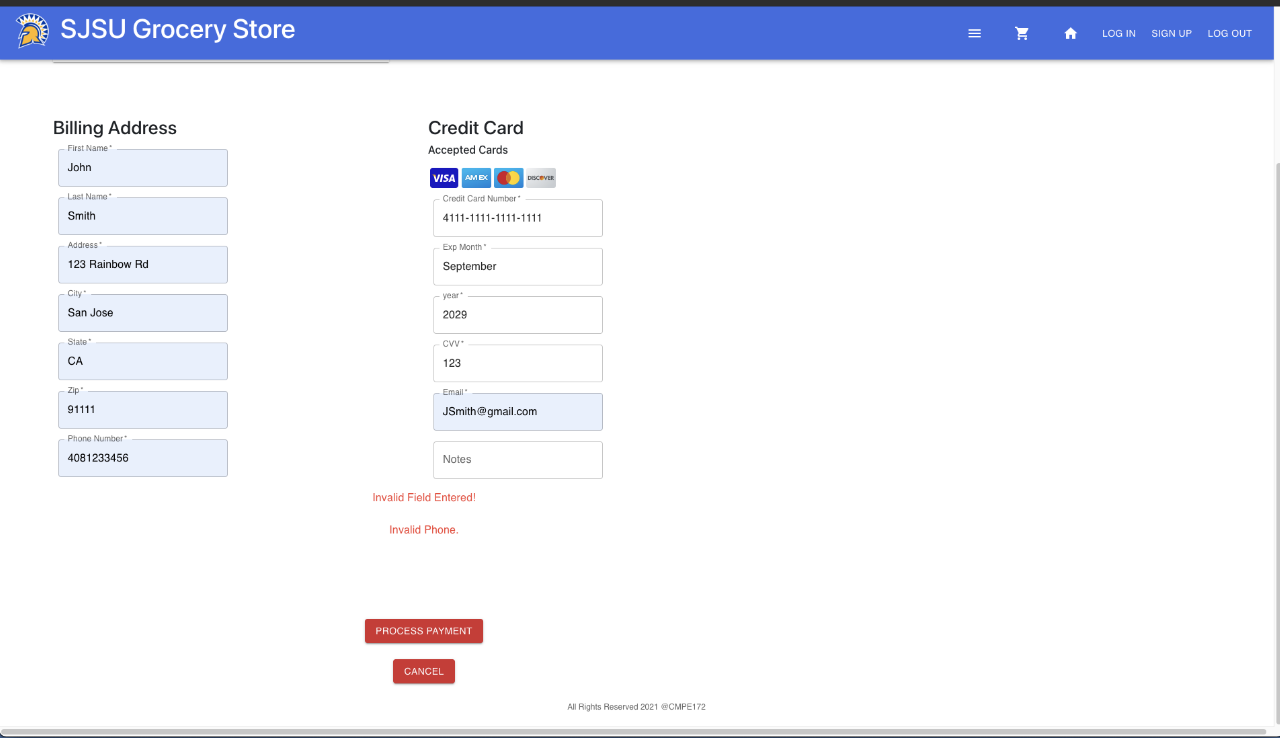 SJSU Grocery Store
LOG IN SIGN UP LOG OUT
Billing Address
First Name *
John
Last Name *
Smith
Address *
123 Rainbow Rd
City *
San Jose
State *
CA
Zip *
91111
Phone Number *
4081233456
Credit Card
Accepted Cards
VISA AM EX DISCOVER
Credit Card Number *
4111-1111-1111-1111
Exp Month *
September
year *
2029
CVV *
123
Email *
JSmith@gmail.com
Notes
Invalid Field Entered!
Invalid Phone.
PROCESS PAYMENT
CANCEL
All Rights Reserved 2021 @CMPE172